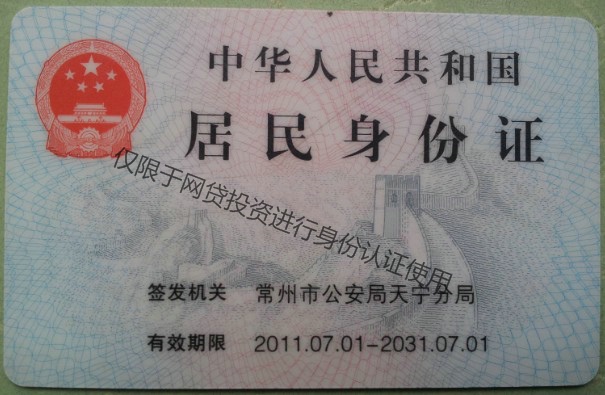 中华人民共和国
居民身份证
仅限于网贷投资进行身份认证使用
签发机关 常州市公安局天宁分局
有效期限 2011.07.01-2031.07.01